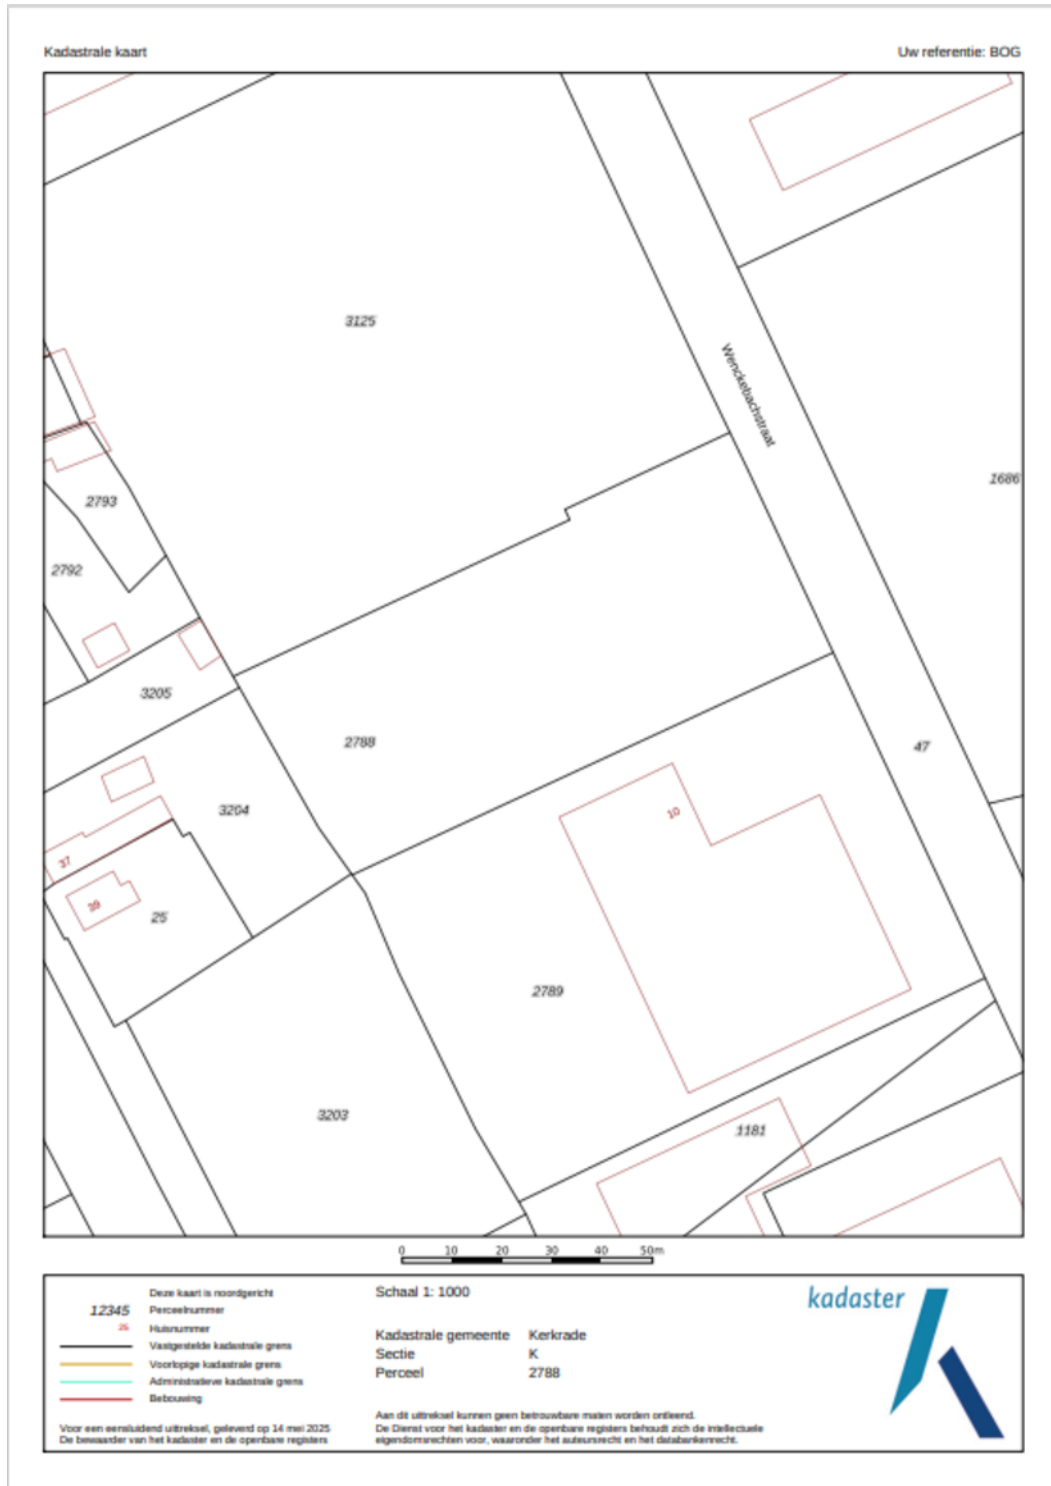 Kadastrale kaart
Uw referentie: BOG
3125
Wenckebachstraat
1686
2793
2792
3205
2788
47
3204
10
37
39
25
2789
3203
1181
0 10 20 30 40 50m
Deze kaart is noordgericht
12345 Perceelnummer
25 Huisnummer
Vastgestelde kadastrale grens
Voorlopige kadastrale grens
Administratieve kadastrale grens
Bebouwing
Voor een eensluidend uittreksel, geleverd op 14 mei 2025
De bewaarder van het kadaster en de openbare registers
Schaal 1: 1000
Kadastrale gemeente Kerkrade
Sectie K
Perceel 2788
Aan dit uittreksel kunnen geen betrouwbare maten worden ontleend.
De Dienst voor het kadaster en de openbare registers behoudt zich de intellectuele
eigendomsrechten voor, waaronder het auteursrecht en het databankenrecht.
kadaster